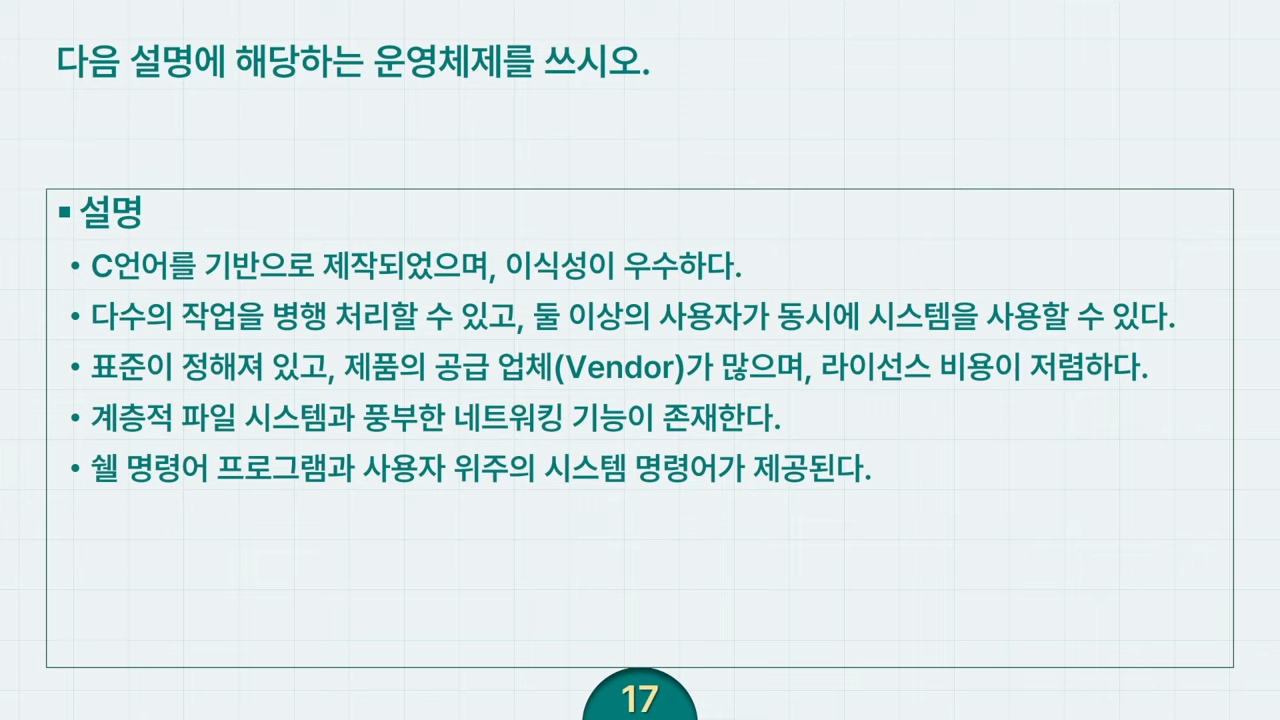 다음 설명에 해당하는 운영체제를 쓰시오.
▪ 설명
• C언어를 기반으로 제작되었으며, 이식성이 우수하다.
• 다수의 작업을 병행 처리할 수 있고, 둘 이상의 사용자가 동시에 시스템을 사용할 수 있다.
• 표준이 정해져 있고, 제품의 공급 업체(Vendor)가 많으며, 라이선스 비용이 저렴하다.
• 계층적 파일 시스템과 풍부한 네트워킹 기능이 존재한다.
• 쉘 명령어 프로그램과 사용자 위주의 시스템 명령어가 제공된다.
17